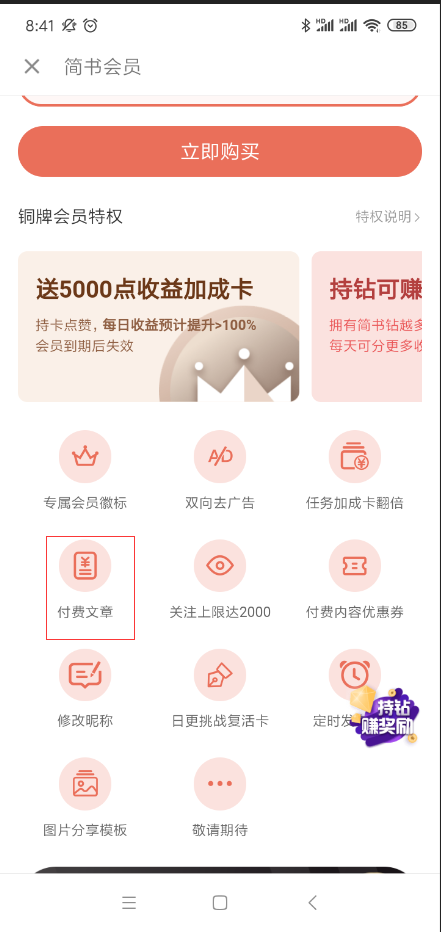 8:41
HD HD 85
简书会员
立即购买
铜牌会员特权
特权说明
送5000点收益加成卡
持卡点赞，每日收益预计提升>100%
会员到期后失效
持钻可赚
拥有简书钻越多
每天可分更多收
专属会员徽标
双向去广告
任务加成卡翻倍
付费文章
关注上限达2000
付费内容优惠券
修改昵称
日更挑战复活卡
定时发
持钻
赚奖励
图片分享模板
敬请期待